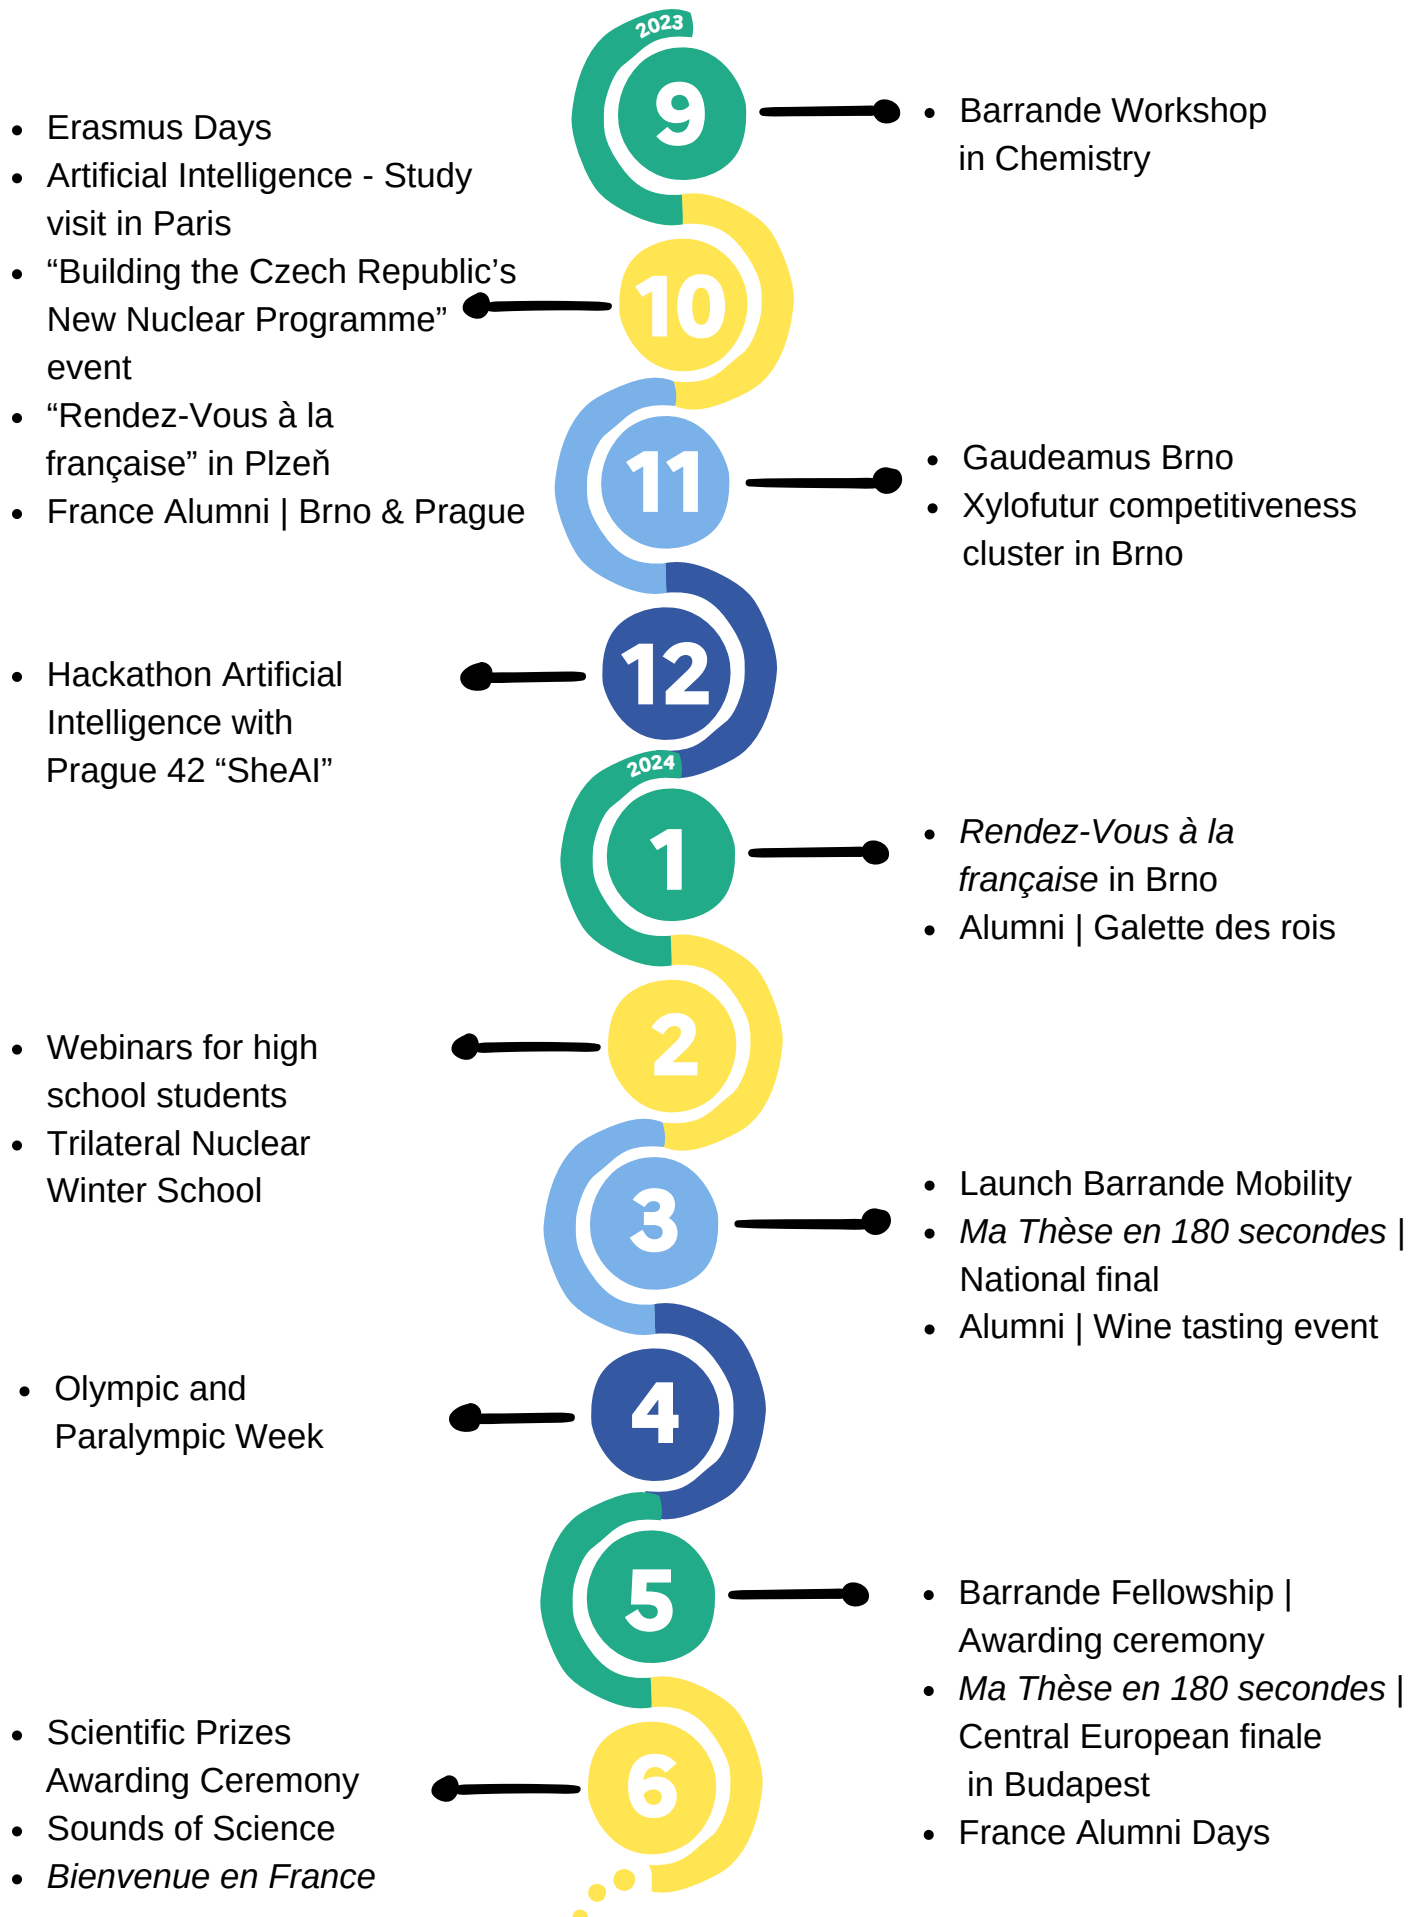 2023
9
• Barrande Workshop
in Chemistry
• Erasmus Days
• Artificial Intelligence - Study
visit in Paris
• “Building the Czech Republic’s
New Nuclear Programme”
event
• “Rendez-Vous à la
française” in Plzeň
• France Alumni | Brno & Prague
10
11
• Gaudeamus Brno
• Xylofutur competitiveness
cluster in Brno
• Hackathon Artificial
Intelligence with
Prague 42 “SheAI”
12
2024
1
• Rendez-Vous à la
française in Brno
• Alumni | Galette des rois
• Webinars for high
school students
• Trilateral Nuclear
Winter School
2
3
• Launch Barrande Mobility
• Ma Thèse en 180 secondes |
National final
• Alumni | Wine tasting event
• Olympic and
Paralympic Week
4
5
• Barrande Fellowship |
Awarding ceremony
• Ma Thèse en 180 secondes |
Central European finale
in Budapest
• France Alumni Days
• Scientific Prizes
Awarding Ceremony
• Sounds of Science
• Bienvenue en France
6